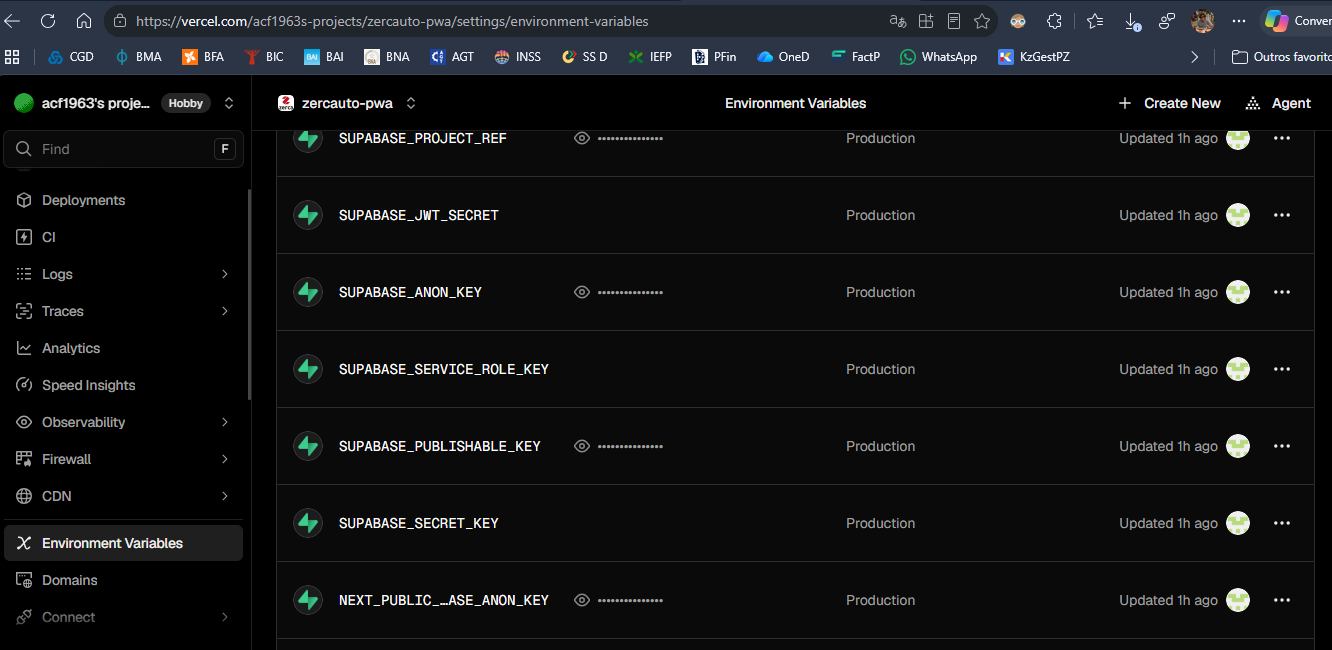 https://vercel.com/acf1963s-projects/zercauto-pwa/settings/environment-variables
Conver
CGD BMA BFA BIC BAI BNA AGT INSS SS D IEFP PFin OneD FactP WhatsApp KzGestPZ Outros favorito
acf1963's proje... Hobby
zercauto-pwa
Environment Variables
Create New
Agent
Find F
Deployments
CI
Logs
Traces
Analytics
Speed Insights
Observability
Firewall
CDN
Environment Variables
Domains
Connect
SUPABASE_PROJECT_REF •••••••••••••••  Production Updated 1h ago
SUPABASE_JWT_SECRET Production Updated 1h ago
SUPABASE_ANON_KEY ••••••••••••••• Production Updated 1h ago
SUPABASE_SERVICE_ROLE_KEY Production Updated 1h ago
SUPABASE_PUBLISHABLE_KEY ••••••••••••••• Production Updated 1h ago
SUPABASE_SECRET_KEY Production Updated 1h ago
NEXT_PUBLIC_…ASE_ANON_KEY ••••••••••••••• Production Updated 1h ago